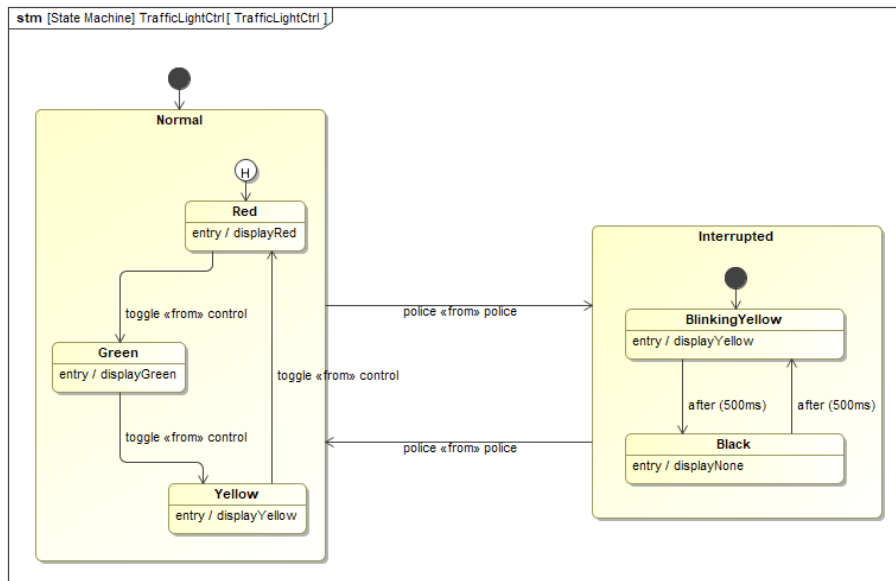 stm [State Machine] TrafficLightCtrl[ TrafficLightCtrl ]
Normal
H
Red
entry / displayRed
toggle «from» control
Green
entry / displayGreen
toggle «from» control
toggle «from» control
Yellow
entry / displayYellow
police «from» police
police «from» police
Interrupted
BlinkingYellow
entry / displayYellow
after (500ms)
after (500ms)
Black
entry / displayNone